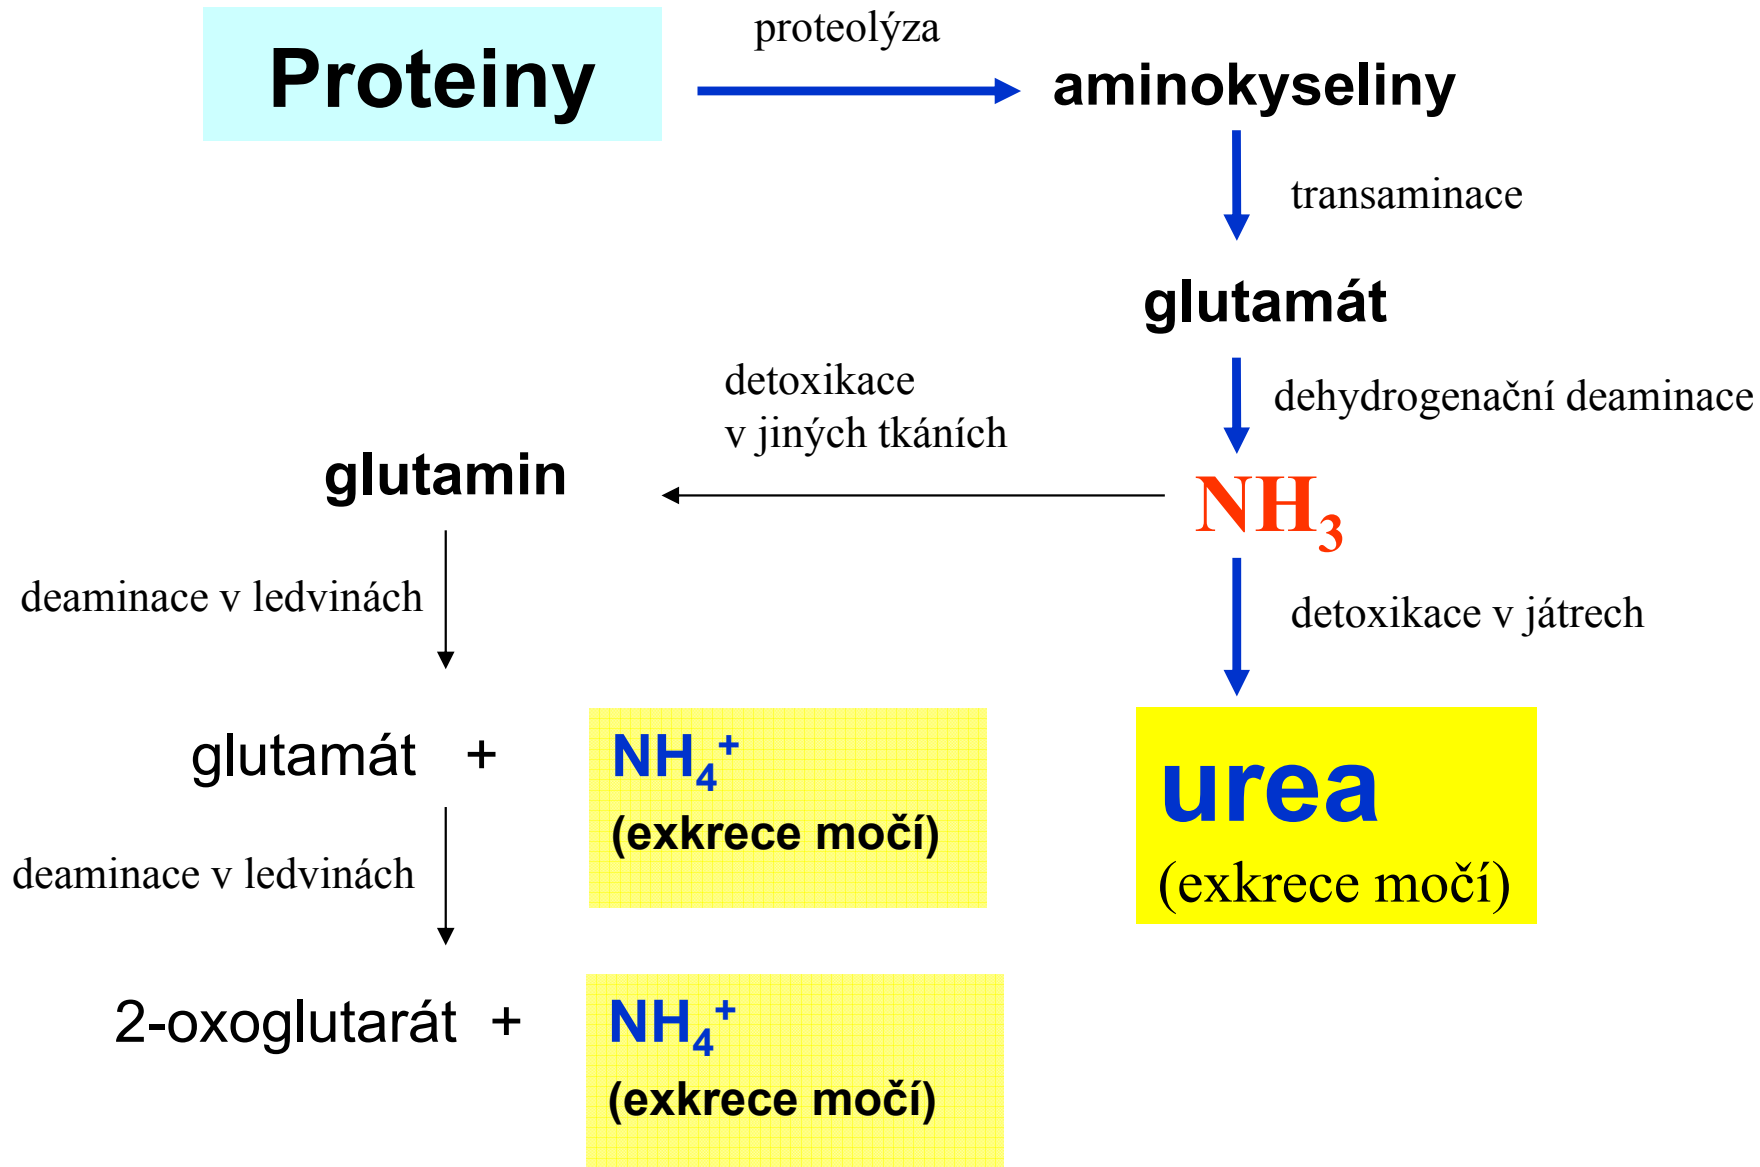 Proteiny
proteolýza
aminokyseliny
transaminace
glutamát
dehydrogenační deaminace
detoxikace
v jiných tkáních
glutamin
NH₃
deaminace v ledvinách
detoxikace v játrech
glutamát + NH₄⁺
(exkrece močí)
urea
(exkrece močí)
deaminace v ledvinách
2-oxoglutarát + NH₄⁺
(exkrece močí)